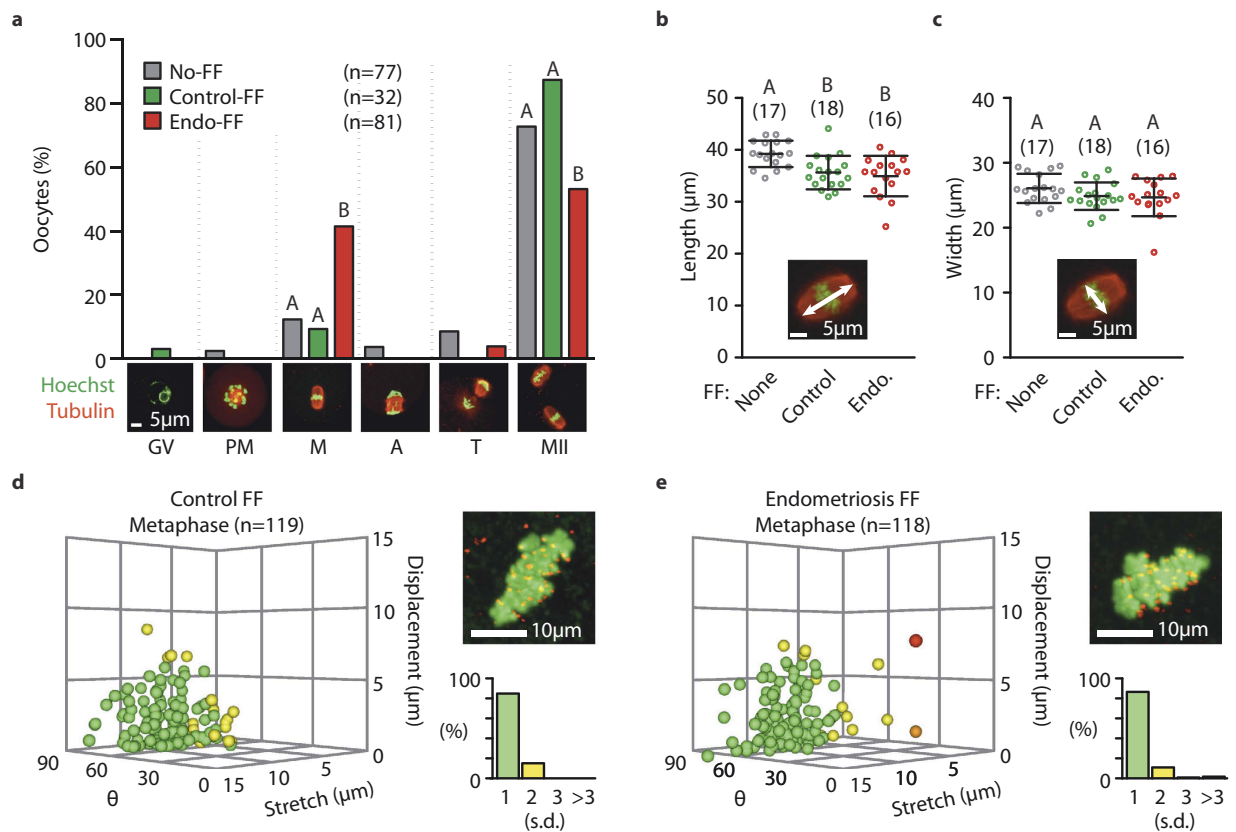 a
100
80
60
40
20
0
Oocytes (%)
No-FF (n=77)
Control-FF (n=32)
Endo-FF (n=81)
A
A
B
A
A
B
Hoechst
Tubulin
5μm
GV PM M A T MII
b
A B B
(17) (18) (16)
50
40
30
20
10
0
Length (μm)
5μm
FF: None Control Endo.
c
A A A
(17) (18) (16)
40
30
20
10
0
Width (μm)
5μm
None Control Endo.
d
Control FF
Metaphase (n=119)
15
10
5
0
Displacement (μm)
90 60 30 0
θ
15 10 5
Stretch (μm)
10μm
100
(%)
0
1 2 3 >3
(s.d.)
e
Endometriosis FF
Metaphase (n=118)
15
10
5
0
Displacement (μm)
90 60 30 0
θ
15 10 5
Stretch (μm)
10μm
100
(%)
0
1 2 3 >3
(s.d.)